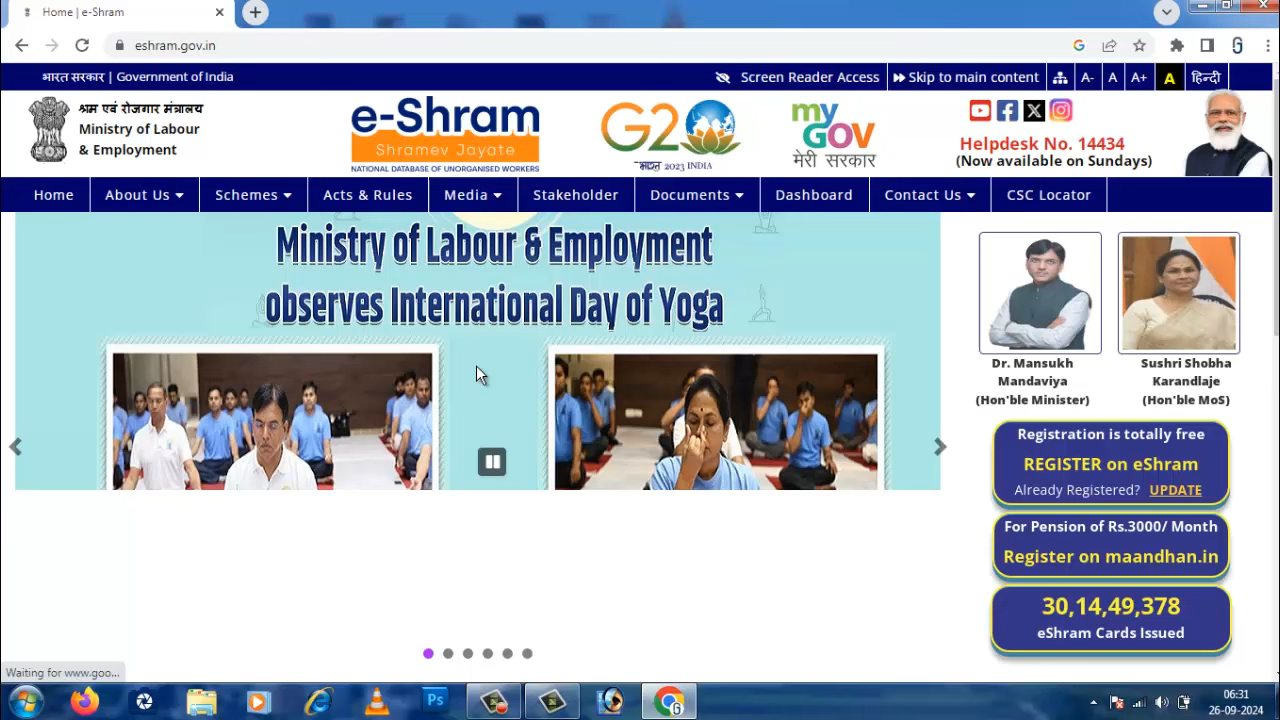 Home | e-Shram
eshram.gov.in
भारत सरकार | Government of India
Screen Reader Access
Skip to main content
A-
A
A+
A
हिन्दी
श्रम एवं रोजगार मंत्रालय
Ministry of Labour
& Employment
e-Shram
Shramev Jayate
NATIONAL DATABASE OF UNORGANISED WORKERS
G20
भारत 2023 INDIA
my
GOV
मेरी सरकार
Helpdesk No. 14434
(Now available on Sundays)
Home
About Us
Schemes
Acts & Rules
Media
Stakeholder
Documents
Dashboard
Contact Us
CSC Locator
Ministry of Labour & Employment
observes International Day of Yoga
Dr. Mansukh
Mandaviya
(Hon'ble Minister)
Sushri Shobha
Karandlaje
(Hon'ble MoS)
Registration is totally free
REGISTER on eShram
Already Registered? UPDATE
For Pension of Rs.3000/ Month
Register on maandhan.in
30,14,49,378
eShram Cards Issued
Waiting for www.goo...
Ps
06:31
26-09-2024